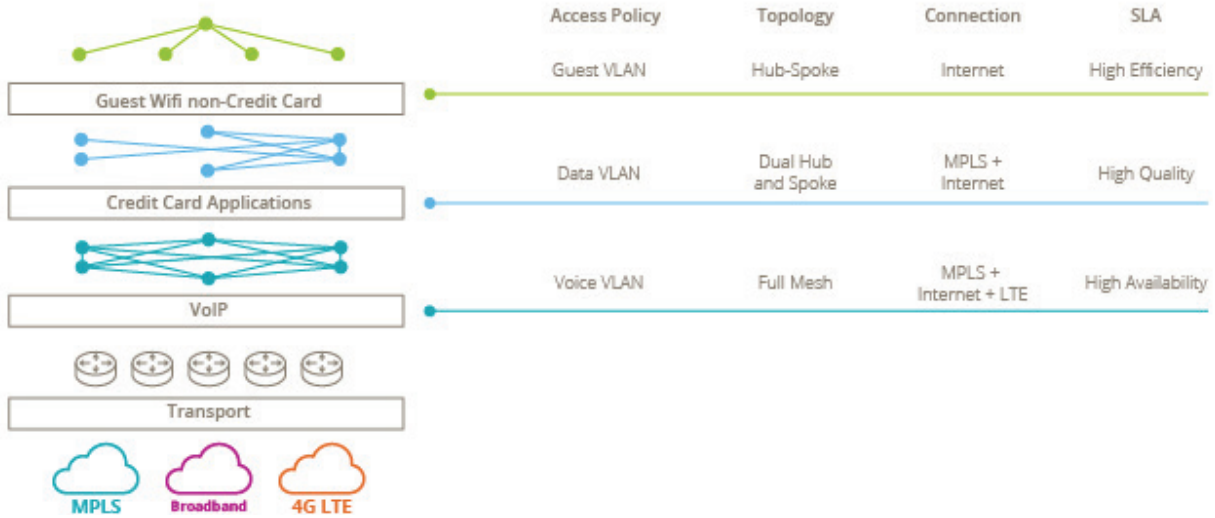 Access Policy Topology Connection SLA
Guest VLAN Hub-Spoke Internet High Efficiency
Guest Wifi non-Credit Card
Data VLAN Dual Hub and Spoke MPLS + Internet High Quality
Credit Card Applications
Voice VLAN Full Mesh MPLS + Internet + LTE High Availability
VoIP
Transport
MPLS Broadband 4G LTE